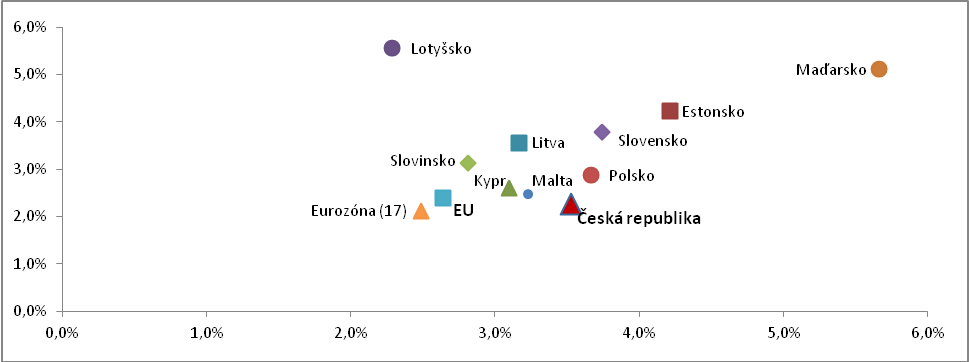 6,0%
Lotyšsko
5,0%
Maďarsko
4,0%
Estonsko
Slovensko
Litva
3,0%
Slovinsko
Kypr
Malta
Polsko
2,0%
Eurozóna (17)
EU
Česká republika
1,0%
0,0%
0,0% 1,0% 2,0% 3,0% 4,0% 5,0% 6,0%